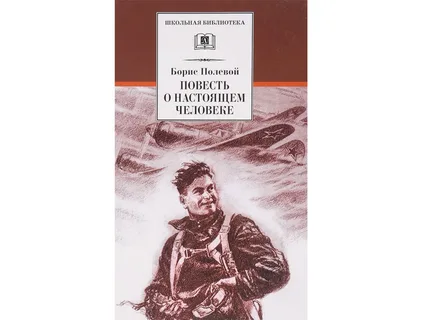 ШКОЛЬНАЯ БИБЛИОТЕКА
Борис Полевой
ПОВЕСТЬ
О НАСТОЯЩЕМ
ЧЕЛОВЕКЕ